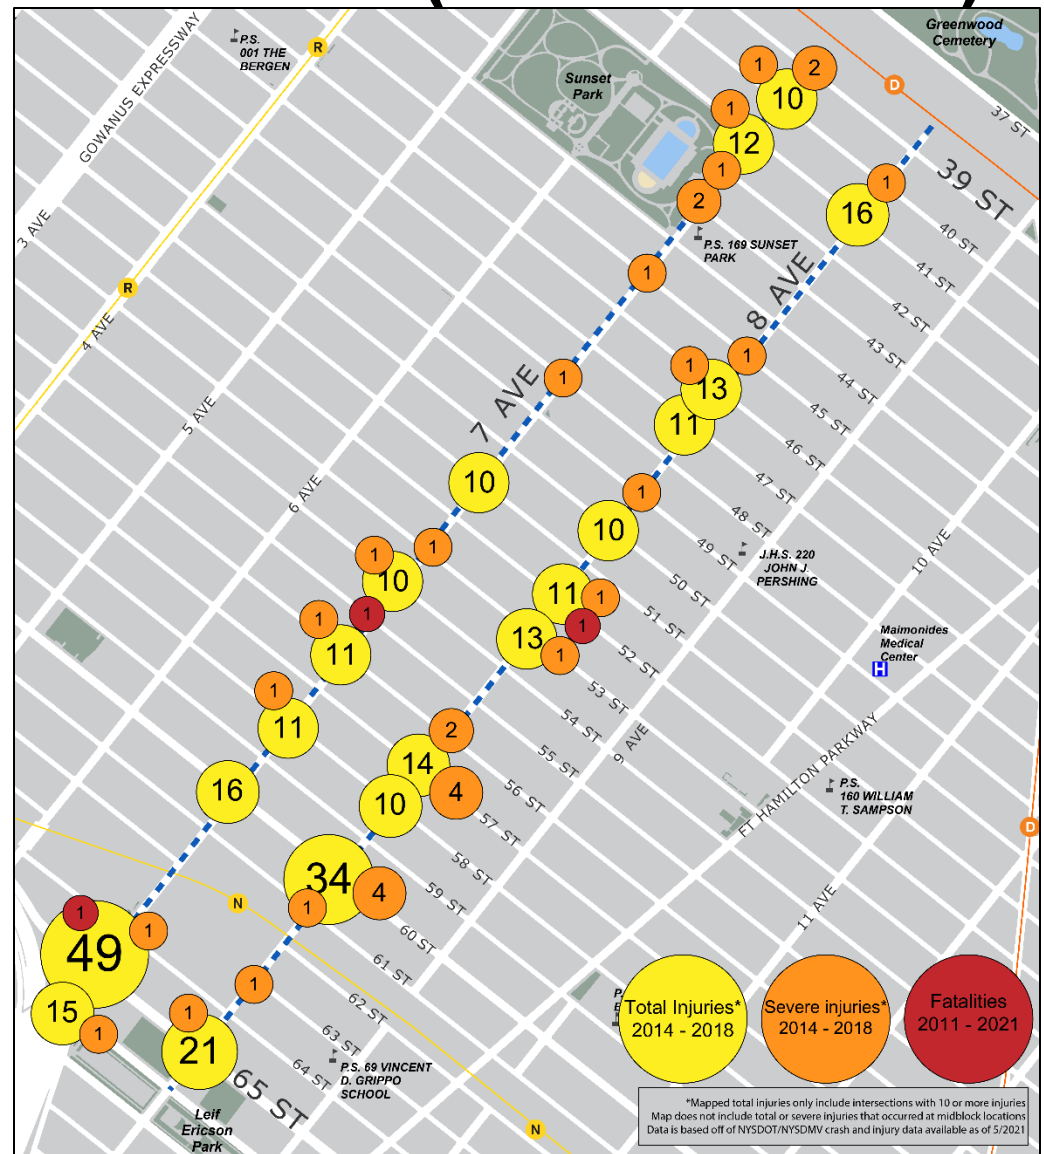 Greenwood
Cemetery
P.S.
001 THE
BERGEN
R
GOWANUS EXPRESSWAY
Sunset
Park
1
2
10
D
37 ST
1
12
1
2
39 ST
1
16
3 AVE
P.S. 169 SUNSET
PARK
40 ST
41 ST
1
R
8 AVE
42 ST
4 AVE
43 ST
1
1
13
44 ST
1
7 AVE
11
45 ST
5 AVE
46 ST
10
6 AVE
1
47 ST
48 ST
10
49 ST
1
1
10
J.H.S. 220
JOHN J.
PERSHING
10 AVE
50 ST
11
1
51 ST
1
1
1
13
11
1
52 ST
Maimonides
Medical
Center
H
53 ST
1
11
54 ST
9 AVE
2
55 ST
14
FT HAMILTON PARKWAY
16
10
4
56 ST
P.S.
160 WILLIAM
T. SAMPSON
57 ST
D
58 ST
34
4
1
59 ST
N
11 AVE
1
1
49
60 ST
61 ST
1
15
1
1
21
62 ST
63 ST
64 ST
65 ST
P.S. 69 VINCENT
D. GRIPPO
SCHOOL
Leif
Ericson
Park
N
Total Injuries*
2014 - 2018
Severe injuries*
2014 - 2018
Fatalities
2011 - 2021
*Mapped total injuries only include intersections with 10 or more injuries
Map does not include total or severe injuries that occurred at midblock locations
Data is based off of NYSDOT/NYSDMV crash and injury data available as of 5/2021